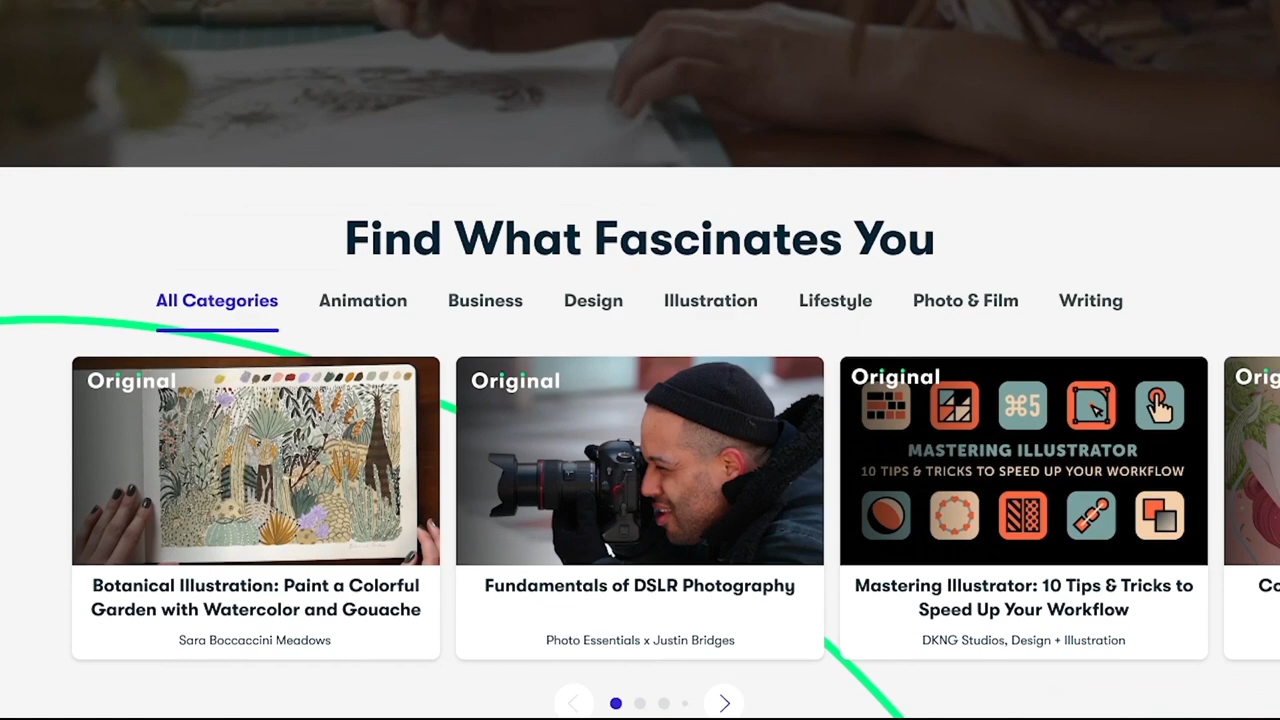 Find What Fascinates You
All Categories Animation Business Design Illustration Lifestyle Photo & Film Writing
Original
Botanical Illustration: Paint a Colorful
Garden with Watercolor and Gouache
Sara Boccaccini Meadows
Original
Fundamentals of DSLR Photography
Photo Essentials x Justin Bridges
Original
⌘5
MASTERING ILLUSTRATOR
10 TIPS & TRICKS TO SPEED UP YOUR WORKFLOW
Mastering Illustrator: 10 Tips & Tricks to
Speed Up Your Workflow
DKNG Studios, Design + Illustration
Orig
Co